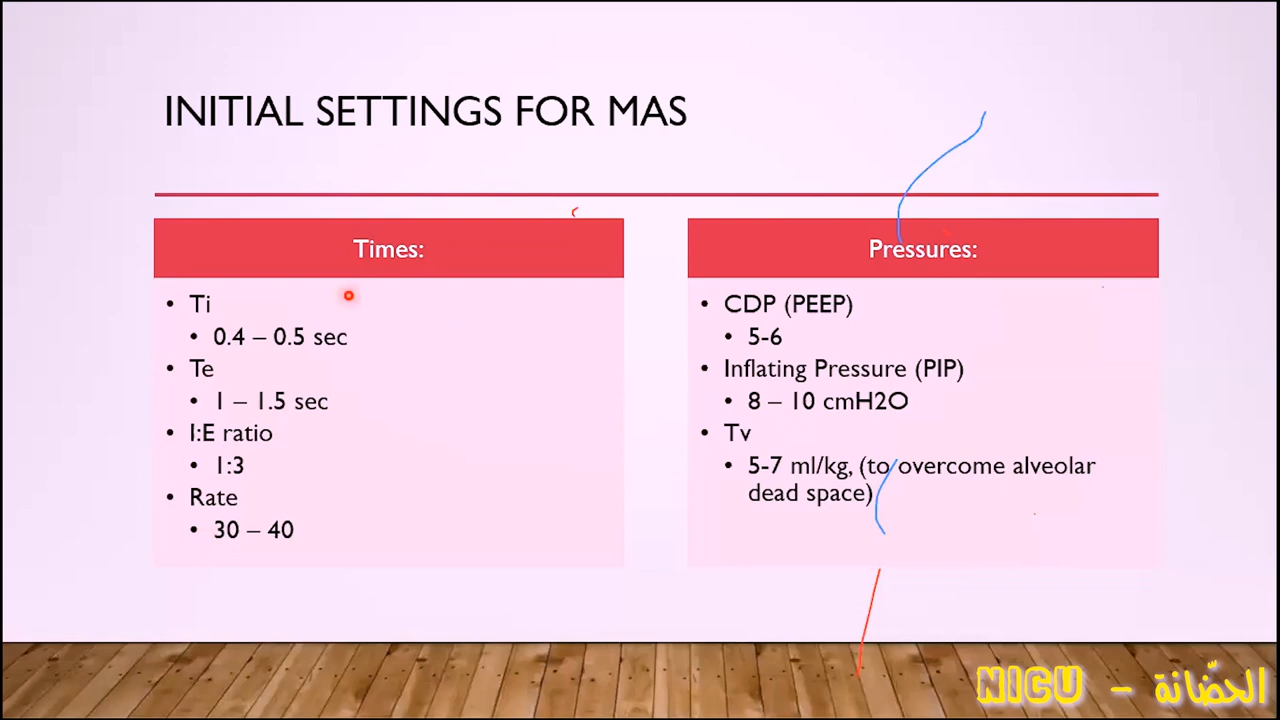 INITIAL SETTINGS FOR MAS
Times:
• Ti
• 0.4 – 0.5 sec
• Te
• 1 – 1.5 sec
• I:E ratio
• 1:3
• Rate
• 30 – 40
Pressures:
• CDP (PEEP)
• 5-6
• Inflating Pressure (PIP)
• 8 – 10 cmH2O
• Tv
• 5-7 ml/kg, (to overcome alveolar
dead space)
NICU - الحضّانة